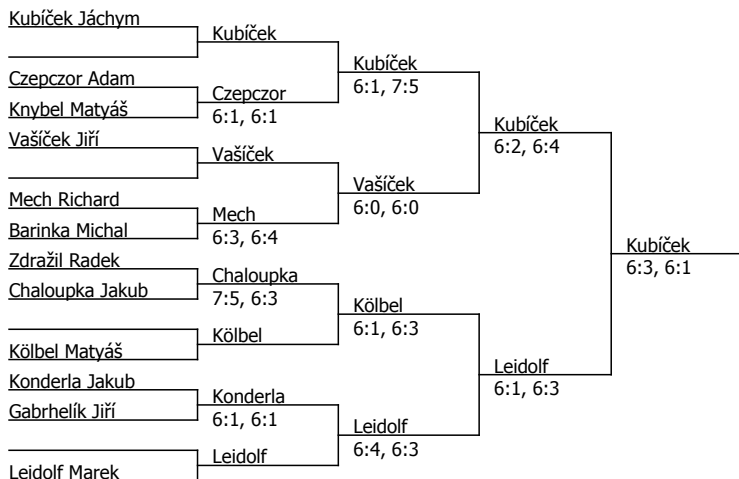 Kubíček Jáchym
Czepczor Adam
Knybel Matyáš
Vašíček Jiří
Mech Richard
Barinka Michal
Zdražil Radek
Chaloupka Jakub
Kölbel Matyáš
Konderla Jakub
Gabrhelík Jiří
Leidolf Marek
Kubíček
Czepczor
6:1, 6:1
Vašíček
Mech
6:3, 6:4
Chaloupka
7:5, 6:3
Kölbel
Konderla
6:1, 6:1
Leidolf
Kubíček
6:1, 7:5
Vašíček
6:0, 6:0
Kölbel
6:1, 6:3
Leidolf
6:4, 6:3
Kubíček
6:2, 6:4
Leidolf
6:1, 6:3
Kubíček
6:3, 6:1